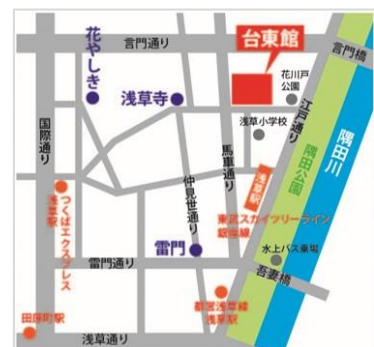 台東館
言問通り
言問橋
花やしき
浅草寺
花川戸
公園
江戸通り
浅草小学校
国際通り
馬車通り
隅田川
隅田公園
浅草駅
仲見世通り
つくばエクスプレス
浅草駅
東武スカイツリーライン
銀座線
雷門
水上バス乗場
雷門通り
吾妻橋
都営浅草線
浅草駅
田原町駅
浅草通り